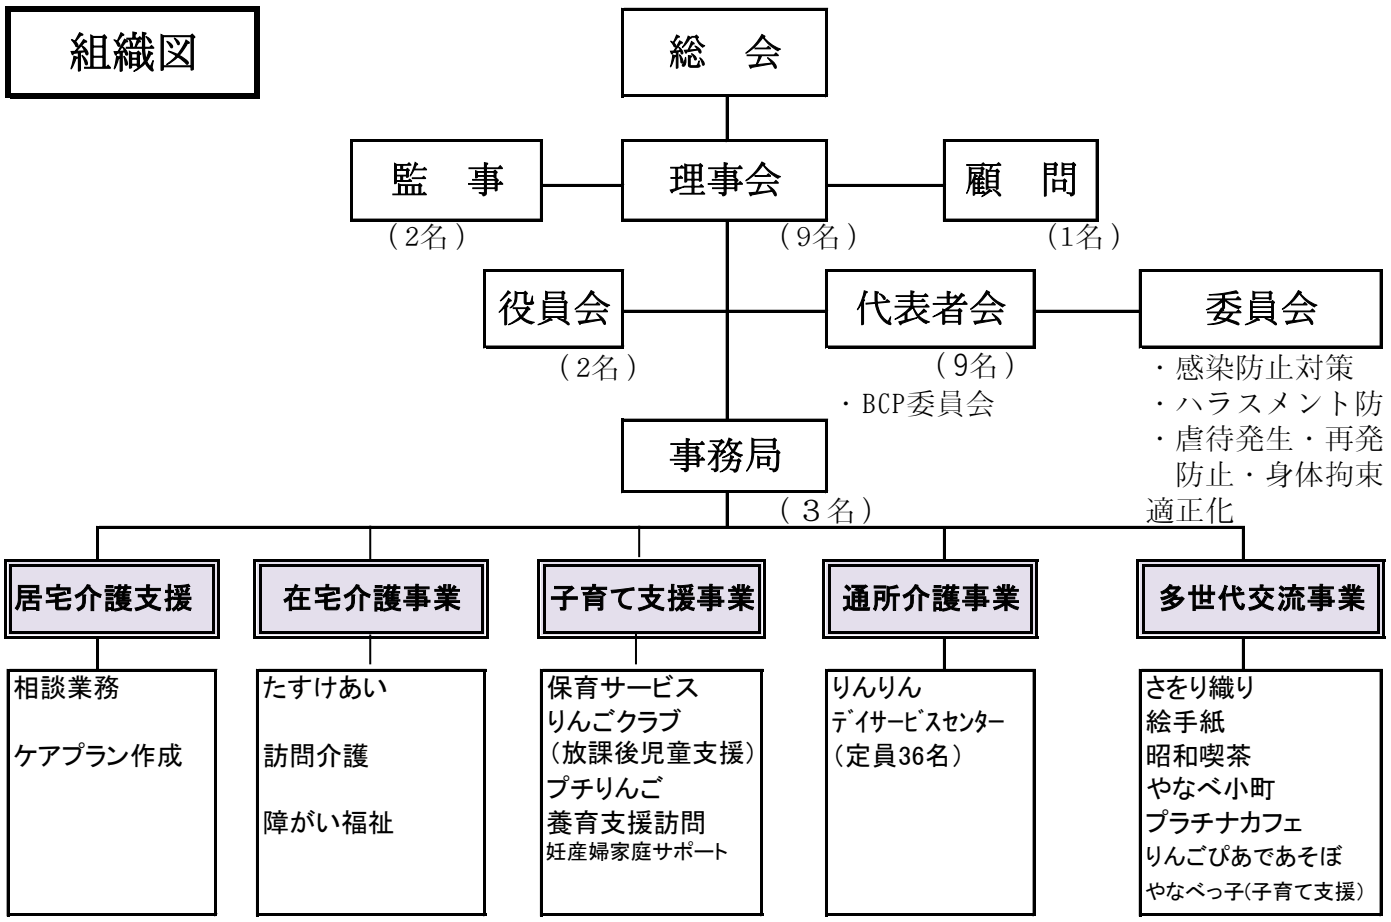 組織図
総　会
監　事
理事会
顧　問
（2名）
（9名）
（1名）
役員会
代表者会
委員会
（2名）
（9名）
・BCP委員会
・感染防止対策
・ハラスメント防
・虐待発生・再発
防止・身体拘束
適正化
事務局
（３名）
居宅介護支援
相談業務
ケアプラン作成
在宅介護事業
たすけあい
訪問介護
障がい福祉
子育て支援事業
保育サービス
りんごクラブ
（放課後児童支援）
プチりんご
養育支援訪問
妊産婦家庭サポート
通所介護事業
りんりん
ﾃﾞｲｻｰﾋﾞｽｾﾝﾀｰ
（定員36名）
多世代交流事業
さをり織り
絵手紙
昭和喫茶
やなべ小町
プラチナカフェ
りんごぴあであそぼ
やなべっ子(子育て支援）